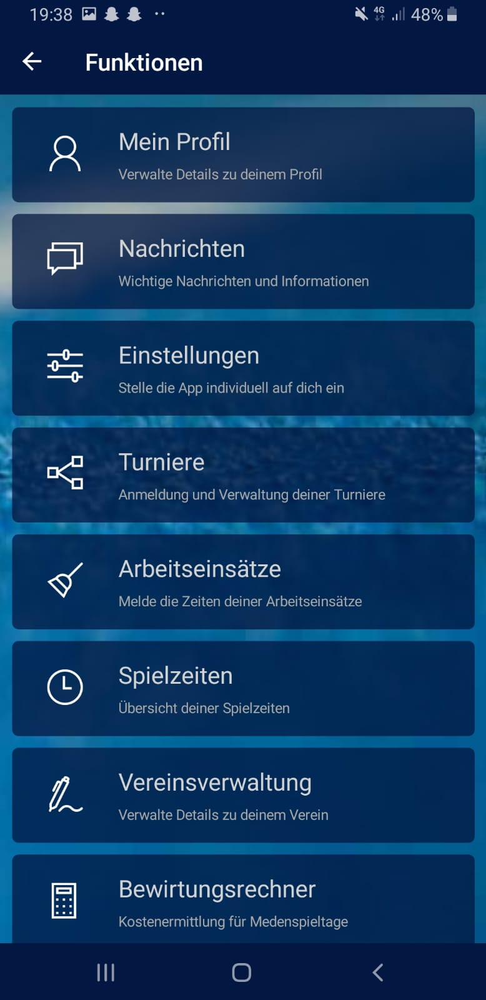 19:38 4G 48%
Funktionen
Mein Profil
Verwalte Details zu deinem Profil
Nachrichten
Wichtige Nachrichten und Informationen
Einstellungen
Stelle die App individuell auf dich ein
Turniere
Anmeldung und Verwaltung deiner Turniere
Arbeitseinsätze
Melde die Zeiten deiner Arbeitseinsätze
Spielzeiten
Übersicht deiner Spielzeiten
Vereinsverwaltung
Verwalte Details zu deinem Verein
Bewirtungsrechner
Kostenermittlung für Medenspieltage